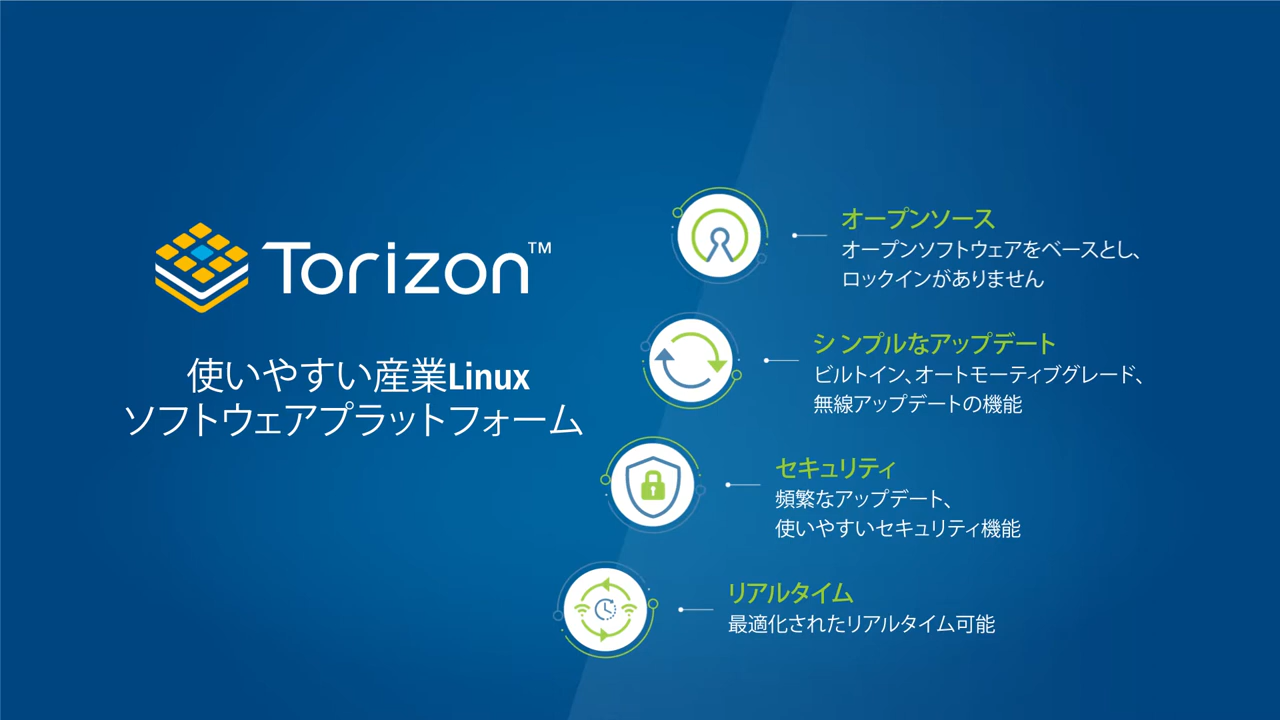 Torizon™
使いやすい産業Linux
ソフトウェアプラットフォーム
オープンソース
オープンソフトウェアをベースとし、
ロックインがありません
シンプルなアップデート
ビルトイン、オートモーティブグレード、
無線アップデートの機能
セキュリティ
頻繁なアップデート、
使いやすいセキュリティ機能
リアルタイム
最適化されたリアルタイム可能